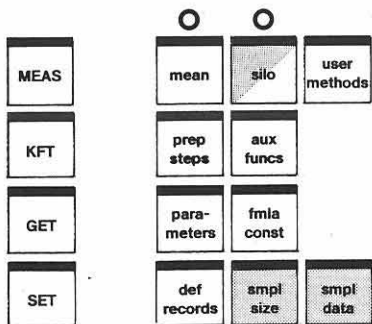 MEAS
mean
silo
user
methods
KFT
prep
steps
aux
funcs
GET
para-
meters
fmla
const
SET
def
records
smpl
size
smpl
data